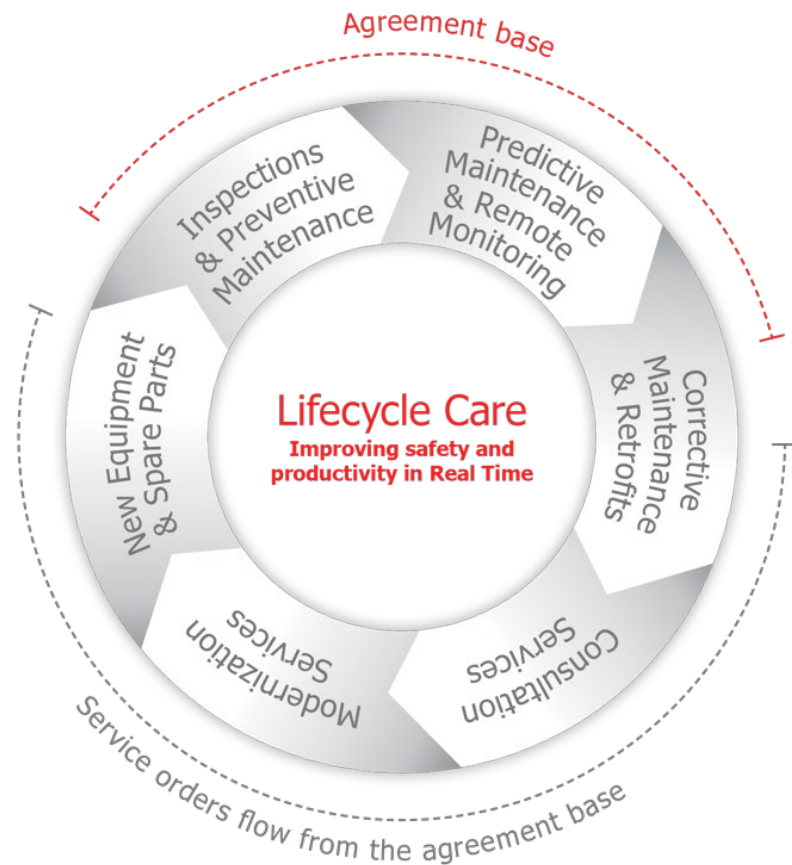 Agreement base
Inspections
& Preventive
Maintenance
Predictive
Maintenance
& Remote
Monitoring
Corrective
Maintenance
& Retrofits
Consultation
Services
Modernization
Services
New Equipment
& Spare Parts
Lifecycle Care
Improving safety and
productivity in Real Time
Service orders flow from the agreement base